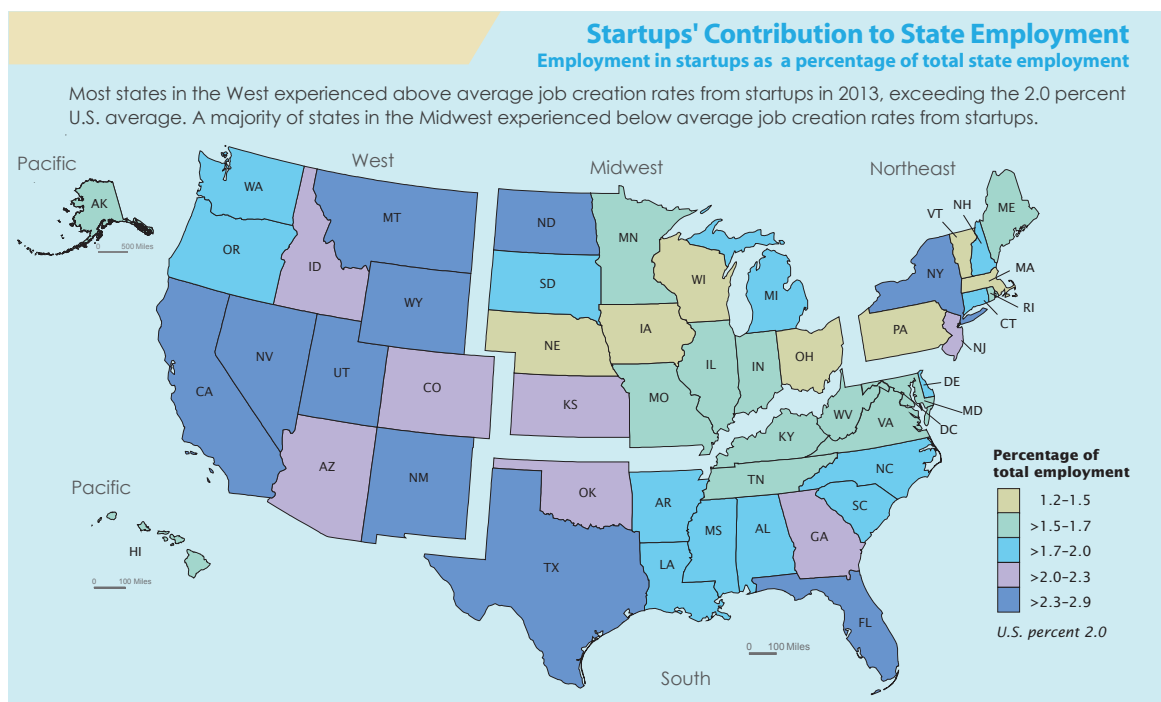 Startups' Contribution to State Employment
Employment in startups as a percentage of total state employment
Most states in the West experienced above average job creation rates from startups in 2013, exceeding the 2.0 percent
U.S. average. A majority of states in the Midwest experienced below average job creation rates from startups.
Pacific
West
Midwest
Northeast
AK
0 500 Miles
WA
OR
MT
ID
WY
CA
NV
UT
CO
AZ
NM
ND
SD
NE
KS
MN
IA
MO
WI
IL
MI
IN
OH
VT
NH
ME
NY
MA
RI
CT
PA
NJ
DE
MD
DC
WV
VA
KY
TN
NC
SC
OK
AR
TX
LA
MS
AL
GA
FL
Pacific
HI
0 100 Miles
0 100 Miles
South
Percentage of
total employment
1.2–1.5
>1.5–1.7
>1.7–2.0
>2.0–2.3
>2.3–2.9
U.S. percent 2.0